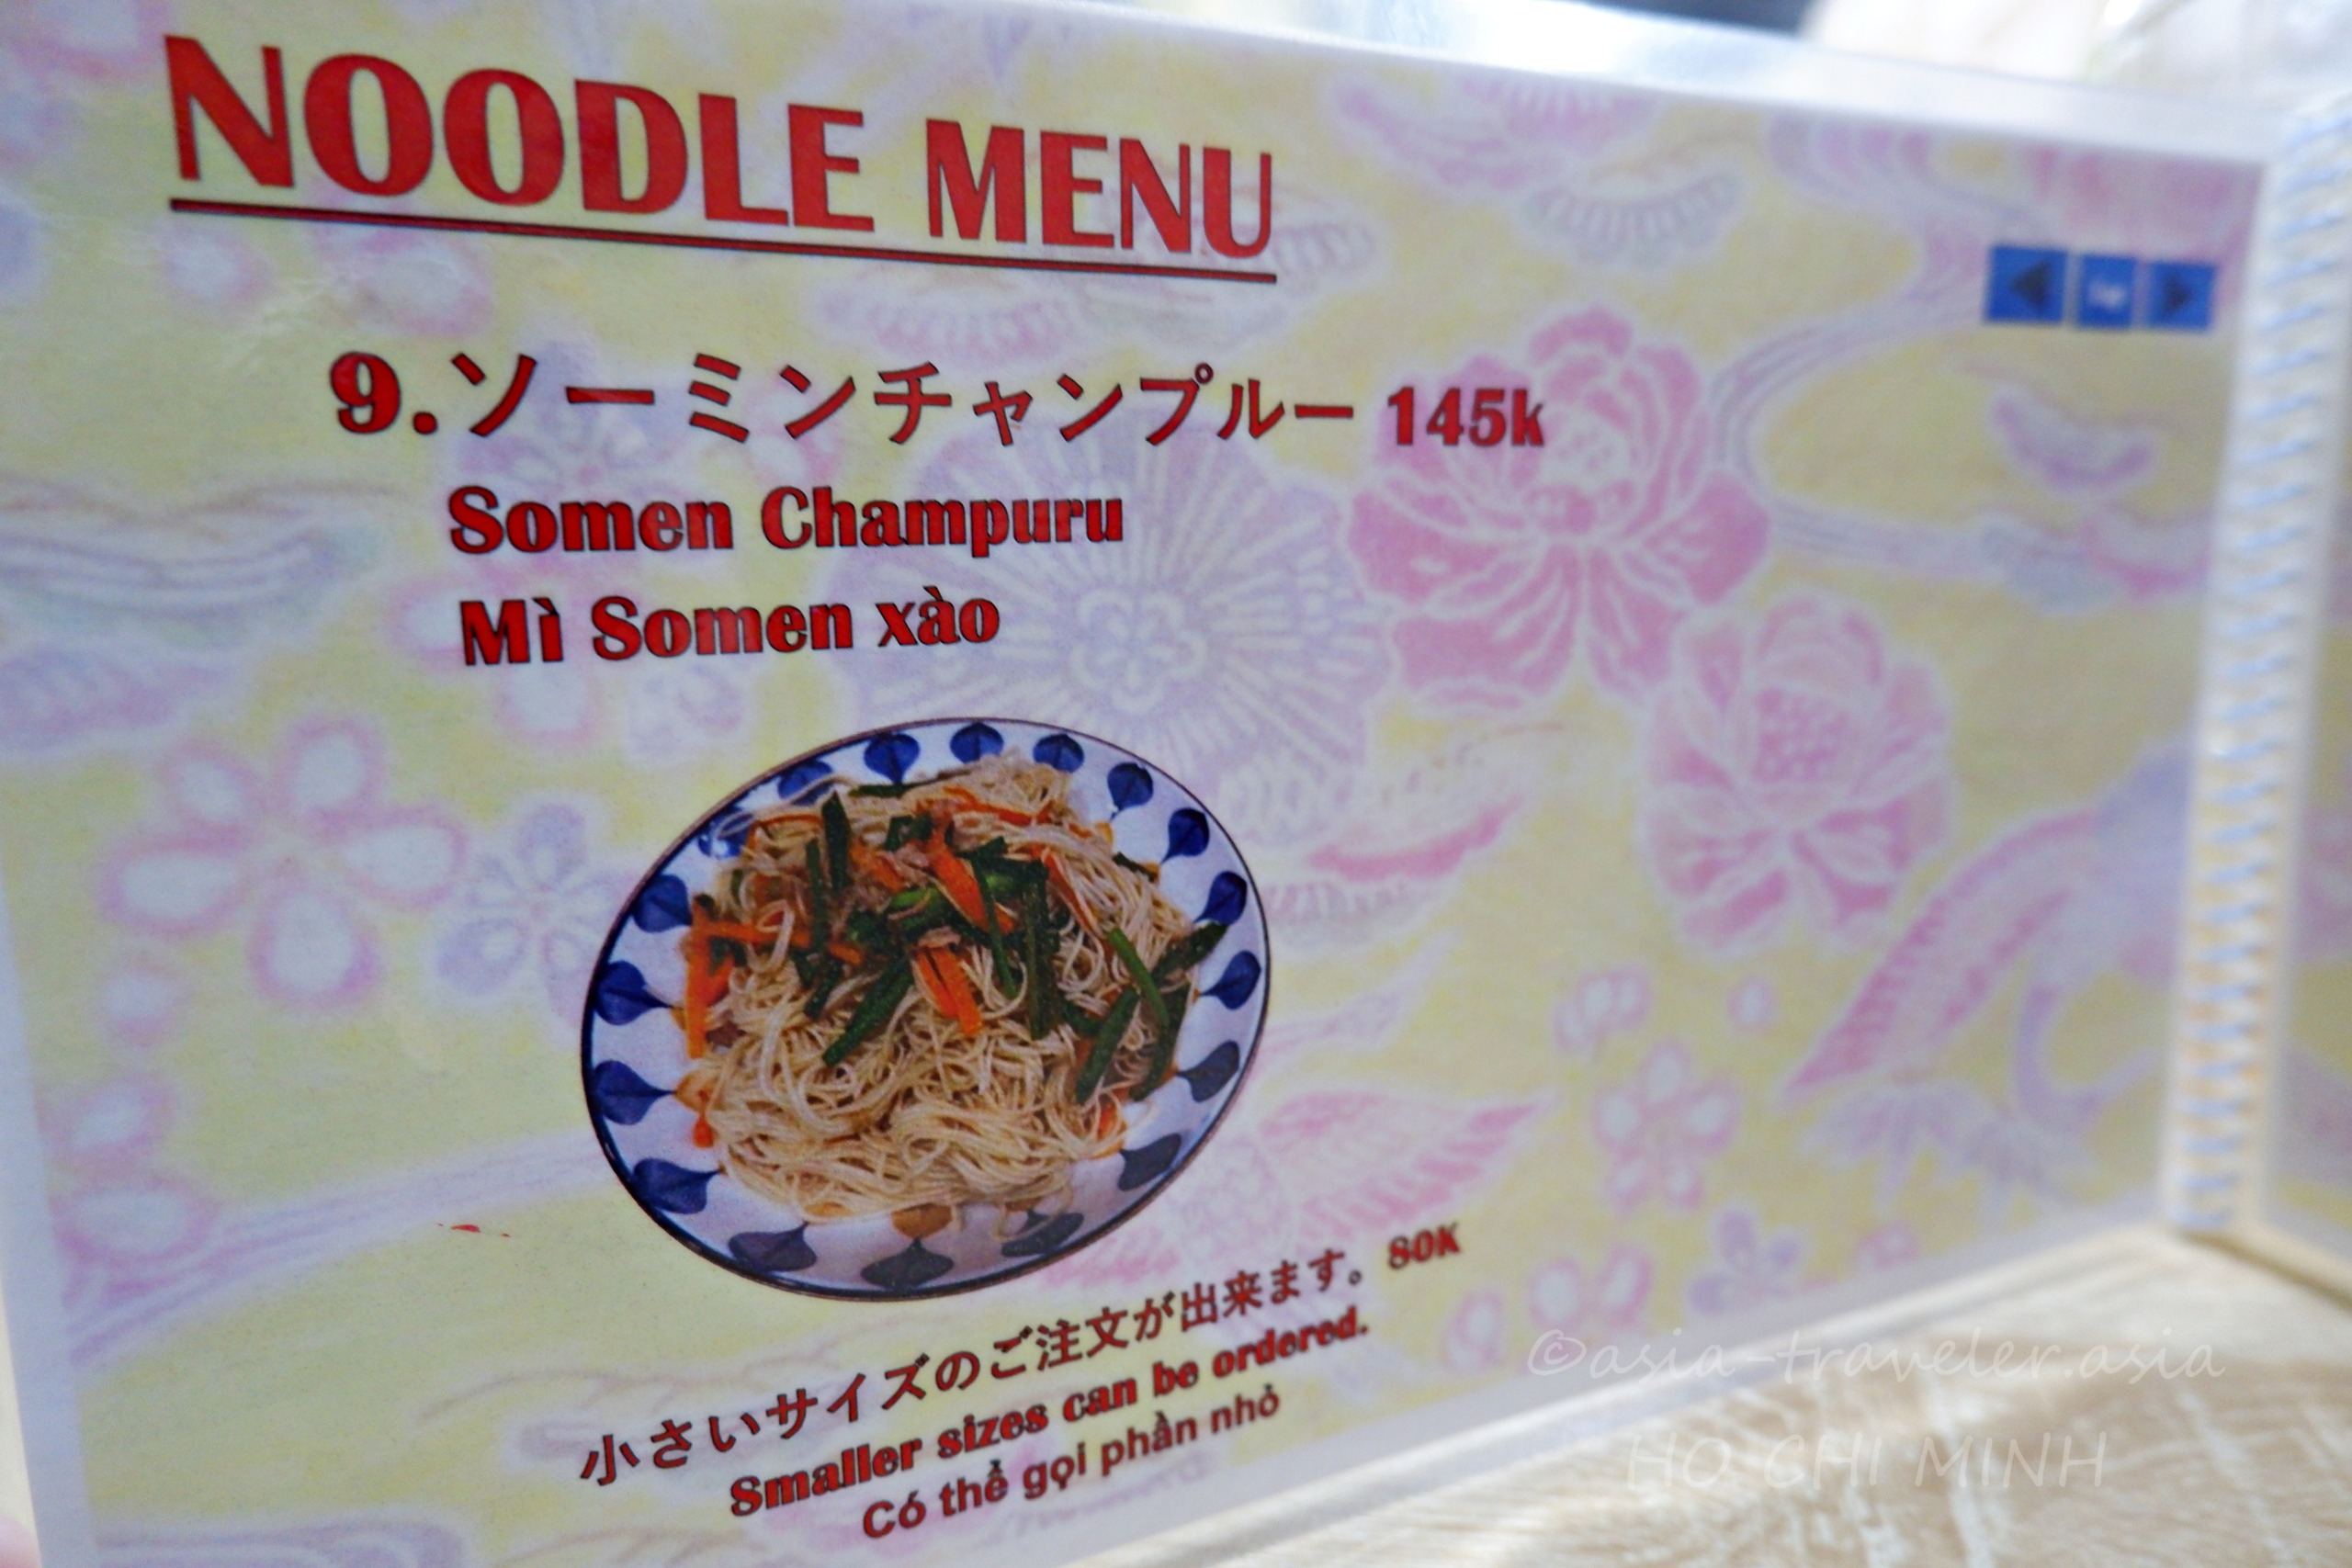 NOODLE MENU
9.ソーミンチャンプルー 145k
Somen Champuru
Mì Somen xào
小さいサイズのご注文が出来ます。80K
Smaller sizes can be ordered.
Có thể gọi phần nhỏ
©asia-traveler.asia
HO CHI MINH